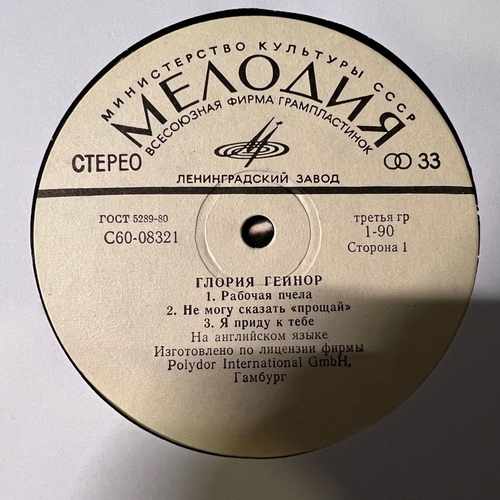 МИНИСТЕРСТВО КУЛЬТУРЫ СССР
МЕЛОДИЯ
ВСЕСОЮЗНАЯ ФИРМА ГРАМПЛАСТИНОК
СТЕРЕО
33
ЛЕНИНГРАДСКИЙ ЗАВОД
ГОСТ 5289-80
третья гр
С60-08321
1-90
Сторона 1
ГЛОРИЯ ГЕЙНОР
1. Рабочая пчела
2. Не могу сказать «прощай»
3. Я приду к тебе
На английском языке
Изготовлено по лицензии фирмы
Polydor International GmbH,
Гамбург